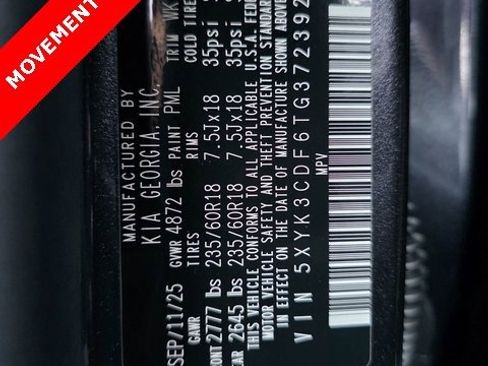 MOVEMENT
MANUFACTURED BY
KIA GEORGIA, INC.
SEP/11/25 GVWR 4872 lbs PAINT PML TRIM WK
GAWR TIRES RIMS COLD TIRE
2777 lbs 235/60R18 7.5Jx18 35psi
2645 lbs 235/60R18 7.5Jx18 35psi
THIS VEHICLE CONFORMS TO ALL APPLICABLE U.S.A. FEDE
MOTOR VEHICLE SAFETY AND THEFT PREVENTION STANDARD
IN EFFECT ON THE DATE OF MANUFACTURE SHOWN ABOVE
VIN 5XYK3CDF6TG372392
MPV